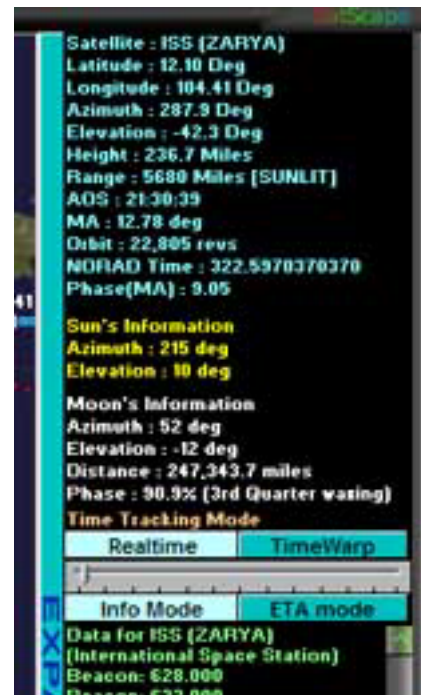 Satellite : ISS (ZARYA)
Latitude : 12.10 Deg
Longitude : 104.41 Deg
Azimuth : 287.9 Deg
Elevation : -42.3 Deg
Height : 236.7 Miles
Range : 5680 Miles [SUNLIT]
AOS : 21:30:39
MA : 12.78 deg
Orbit : 22,805 revs
NORAD Time : 322.5970370370
Phase(MA) : 9.05
41
Sun's Information
Azimuth : 215 deg
Elevation : 10 deg
Moon's Information
Azimuth : 52 deg
Elevation : -12 deg
Distance : 247,343.7 miles
Phase : 90.9% (3rd Quarter waxing)
Time Tracking Mode
Realtime TimeWarp
Info Mode ETA mode
EXPA
Data for ISS (ZARYA)
(International Space Station)
Beacon: 628.000